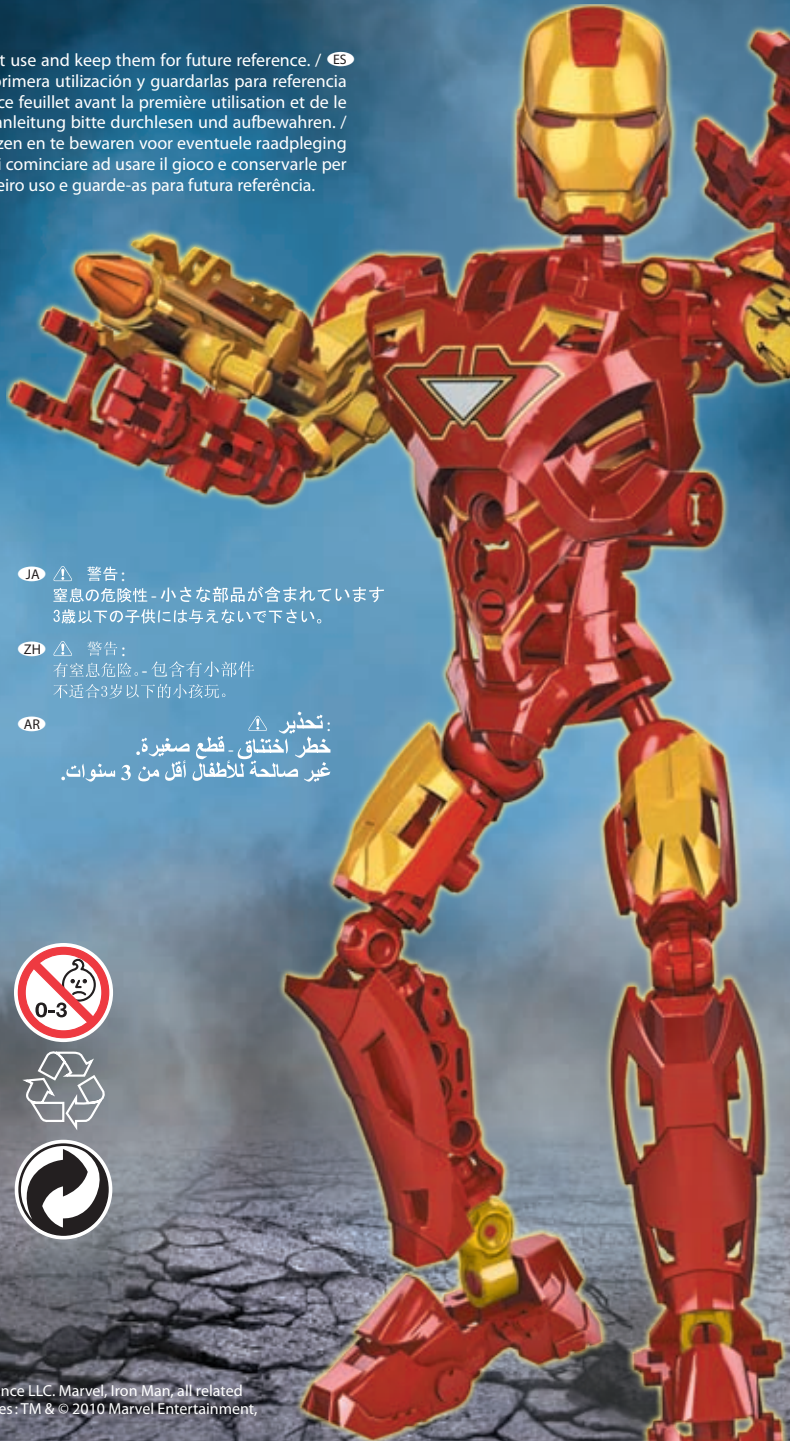 t use and keep them for future reference. / ES
primera utilización y guardarlas para referencia
ce feuillet avant la première utilisation et de le
anleitung bitte durchlesen und aufbewahren. /
zen en te bewaren voor eventuele raadpleging
i cominciare ad usare il gioco e conservarle per
eiro uso e guarde-as para futura referência.
JA ⚠ 警告:
窒息の危険性 - 小さな部品が含まれています
3歳以下の子供には与えないで下さい。
ZH ⚠ 警告:
有窒息危险。- 包含有小部件
不适合3岁以下的小孩玩。
AR ⚠ تحذير :
خطر اختناق - قطع صغيرة.
غير صالحة للأطفال أقل من 3 سنوات.
0-3
nce LLC. Marvel, Iron Man, all related
es : TM & © 2010 Marvel Entertainment,